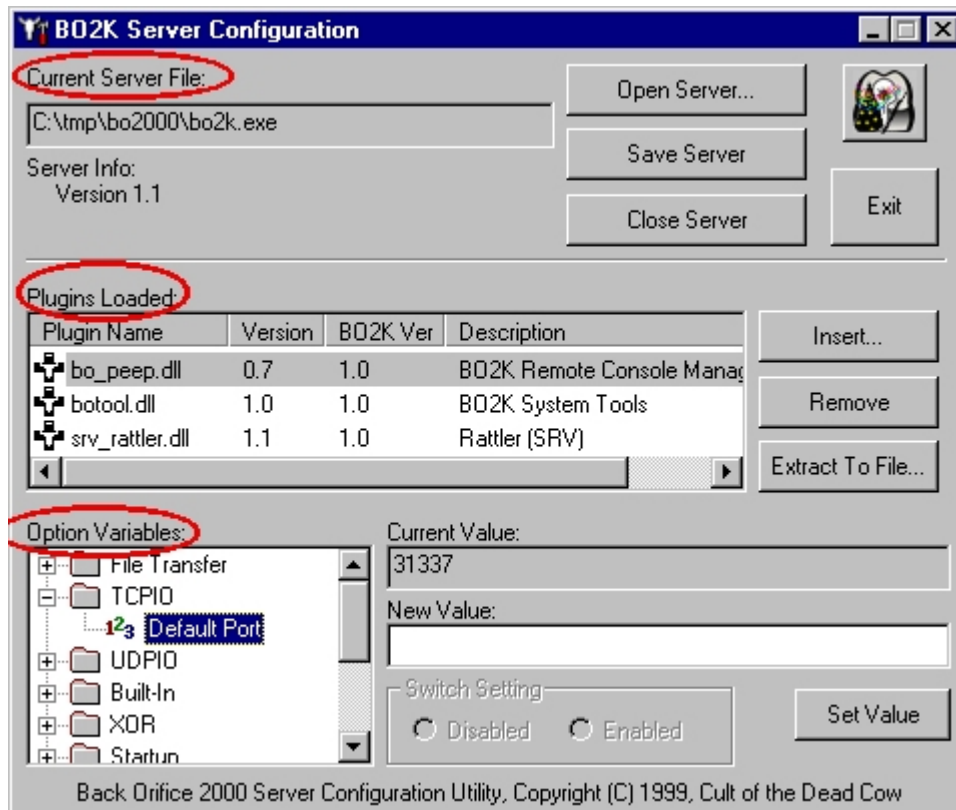 BO2K Server Configuration
Current Server File:
Open Server...
C:\tmp\bo2000\bo2k.exe
Save Server
Server Info:
Version 1.1
Close Server
Exit
Plugins Loaded:
Plugin Name Version BO2K Ver Description
bo_peep.dll 0.7 1.0 BO2K Remote Console Manag
botool.dll 1.0 1.0 BO2K System Tools
srv_rattler.dll 1.1 1.0 Rattler (SRV)
Insert...
Remove
Extract To File...
Option Variables:
File Transfer
TCPIO
123 Default Port
UDPIO
Built-In
XOR
Startup
Current Value:
31337
New Value:
Switch Setting
Disabled Enabled
Set Value
Back Orifice 2000 Server Configuration Utility, Copyright (C) 1999, Cult of the Dead Cow